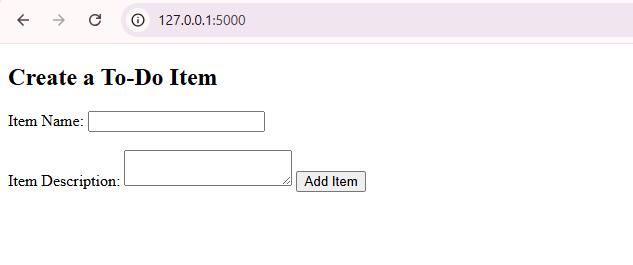 127.0.0.1:5000
Create a To-Do Item
Item Name:
Item Description: Add Item